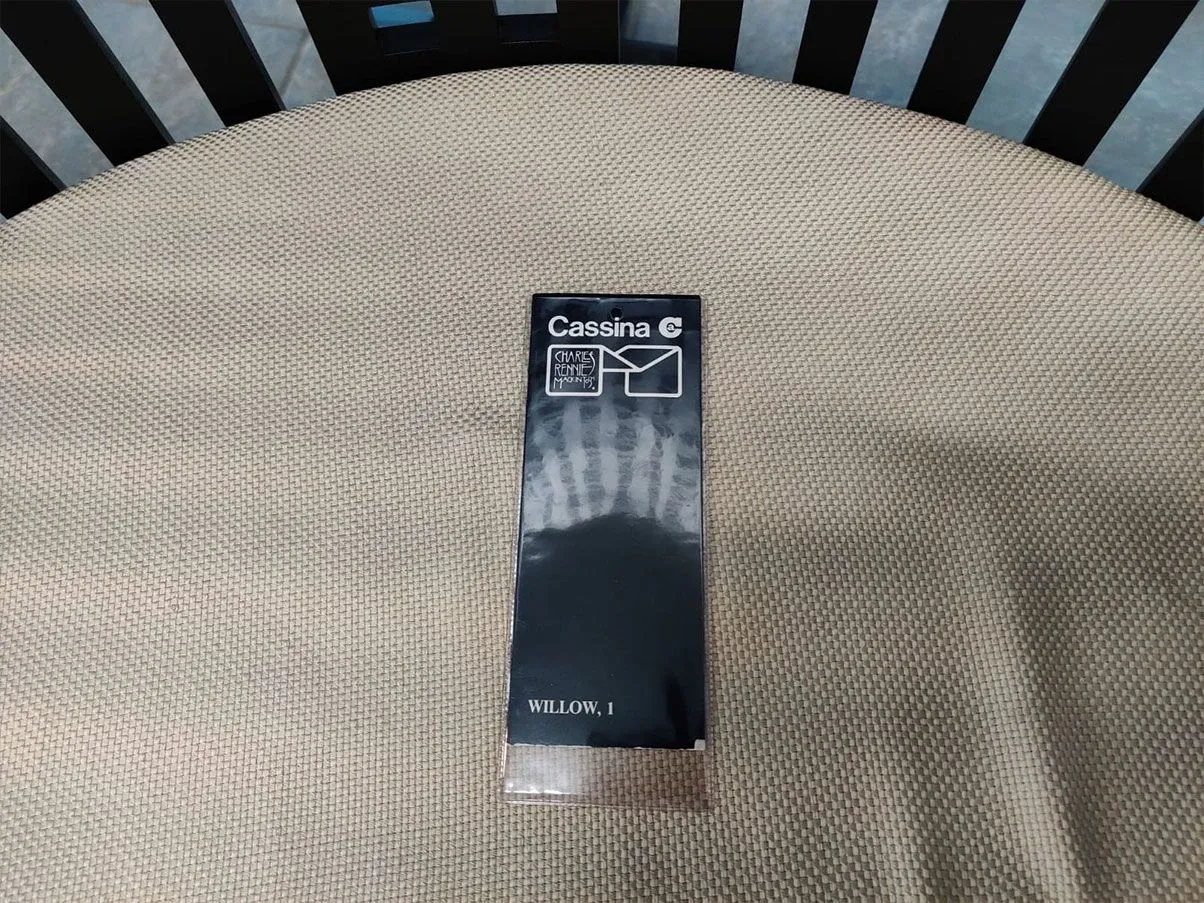 Cassina
CHARLES
RENNIE
MACKINTOSH.
WILLOW, 1